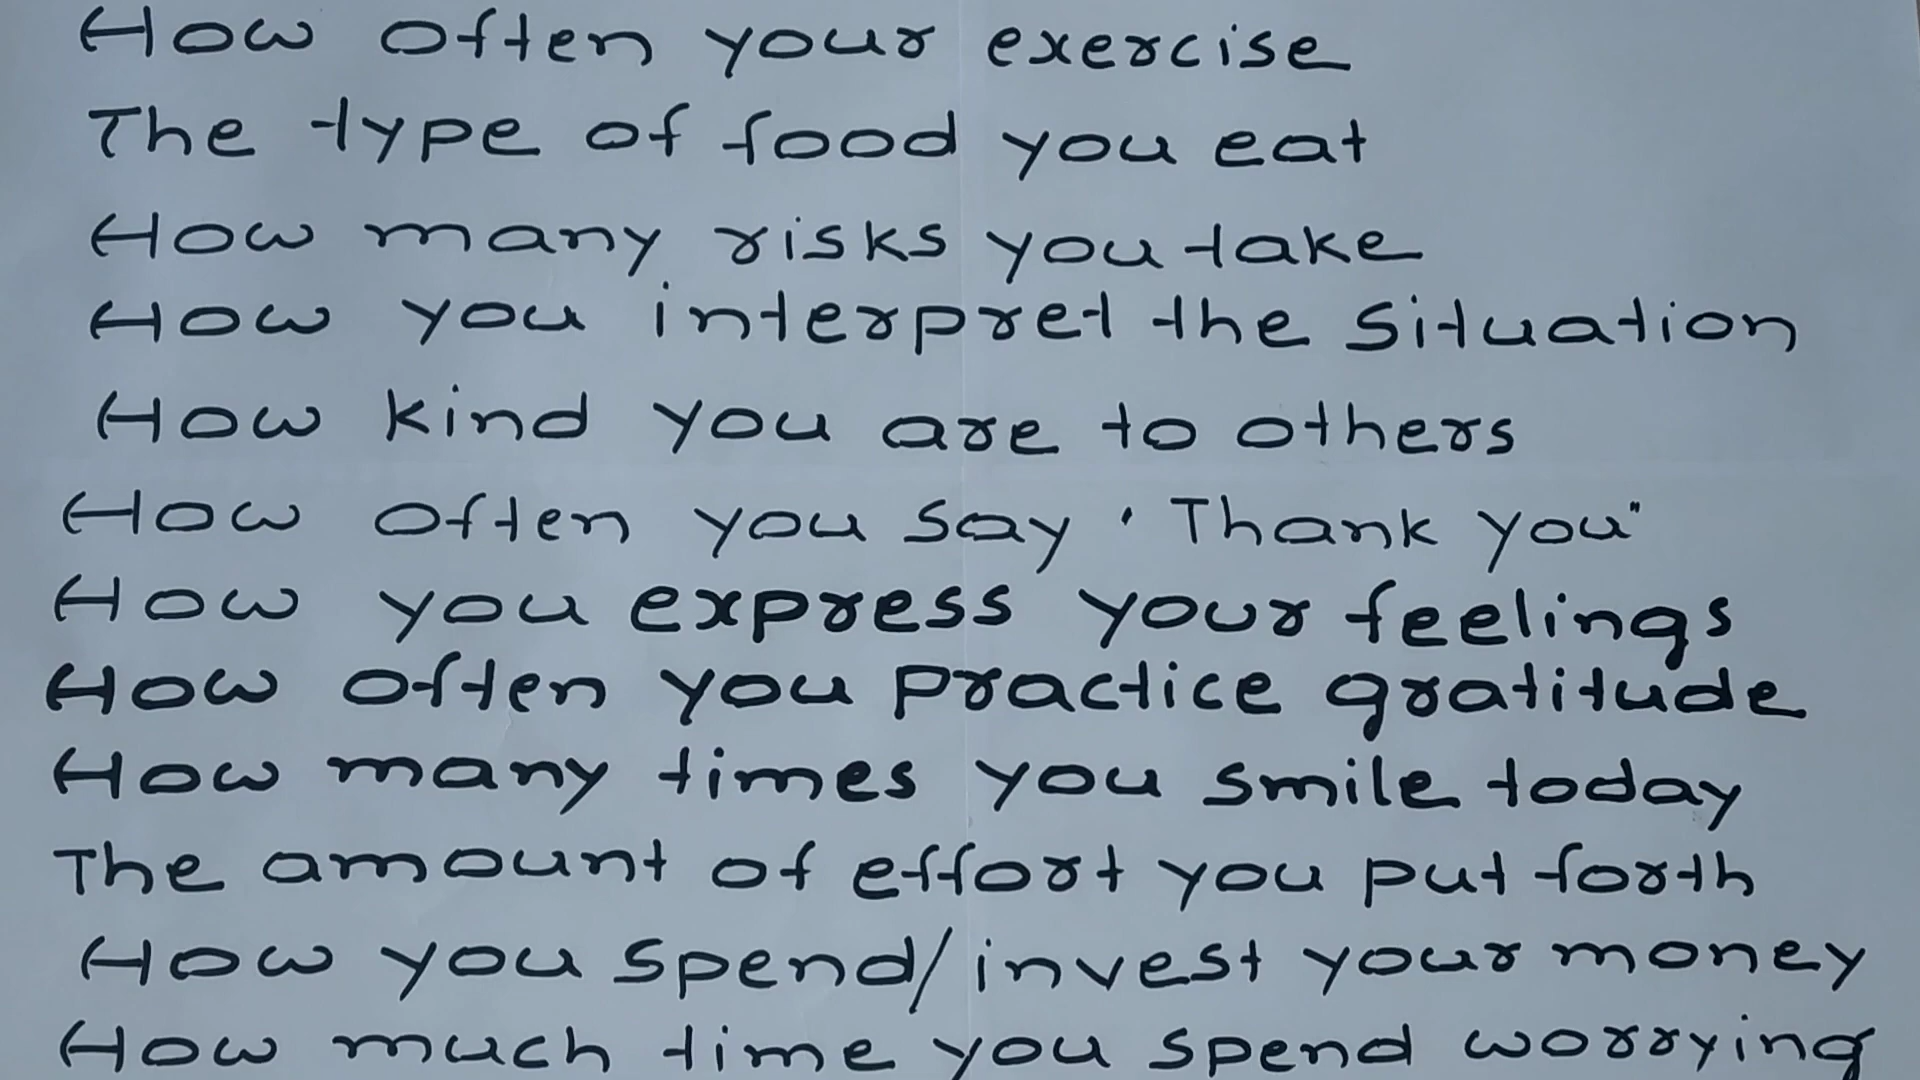 How often your exercise
The type of food you eat
How many risks you take
How you interpret the situation
How kind you are to others
How often you say 'Thank you"
How you express your feelings
How often you practice gratitude
How many times you smile today
The amount of effort you put forth
How you spend/invest your money
How much time you spend worrying